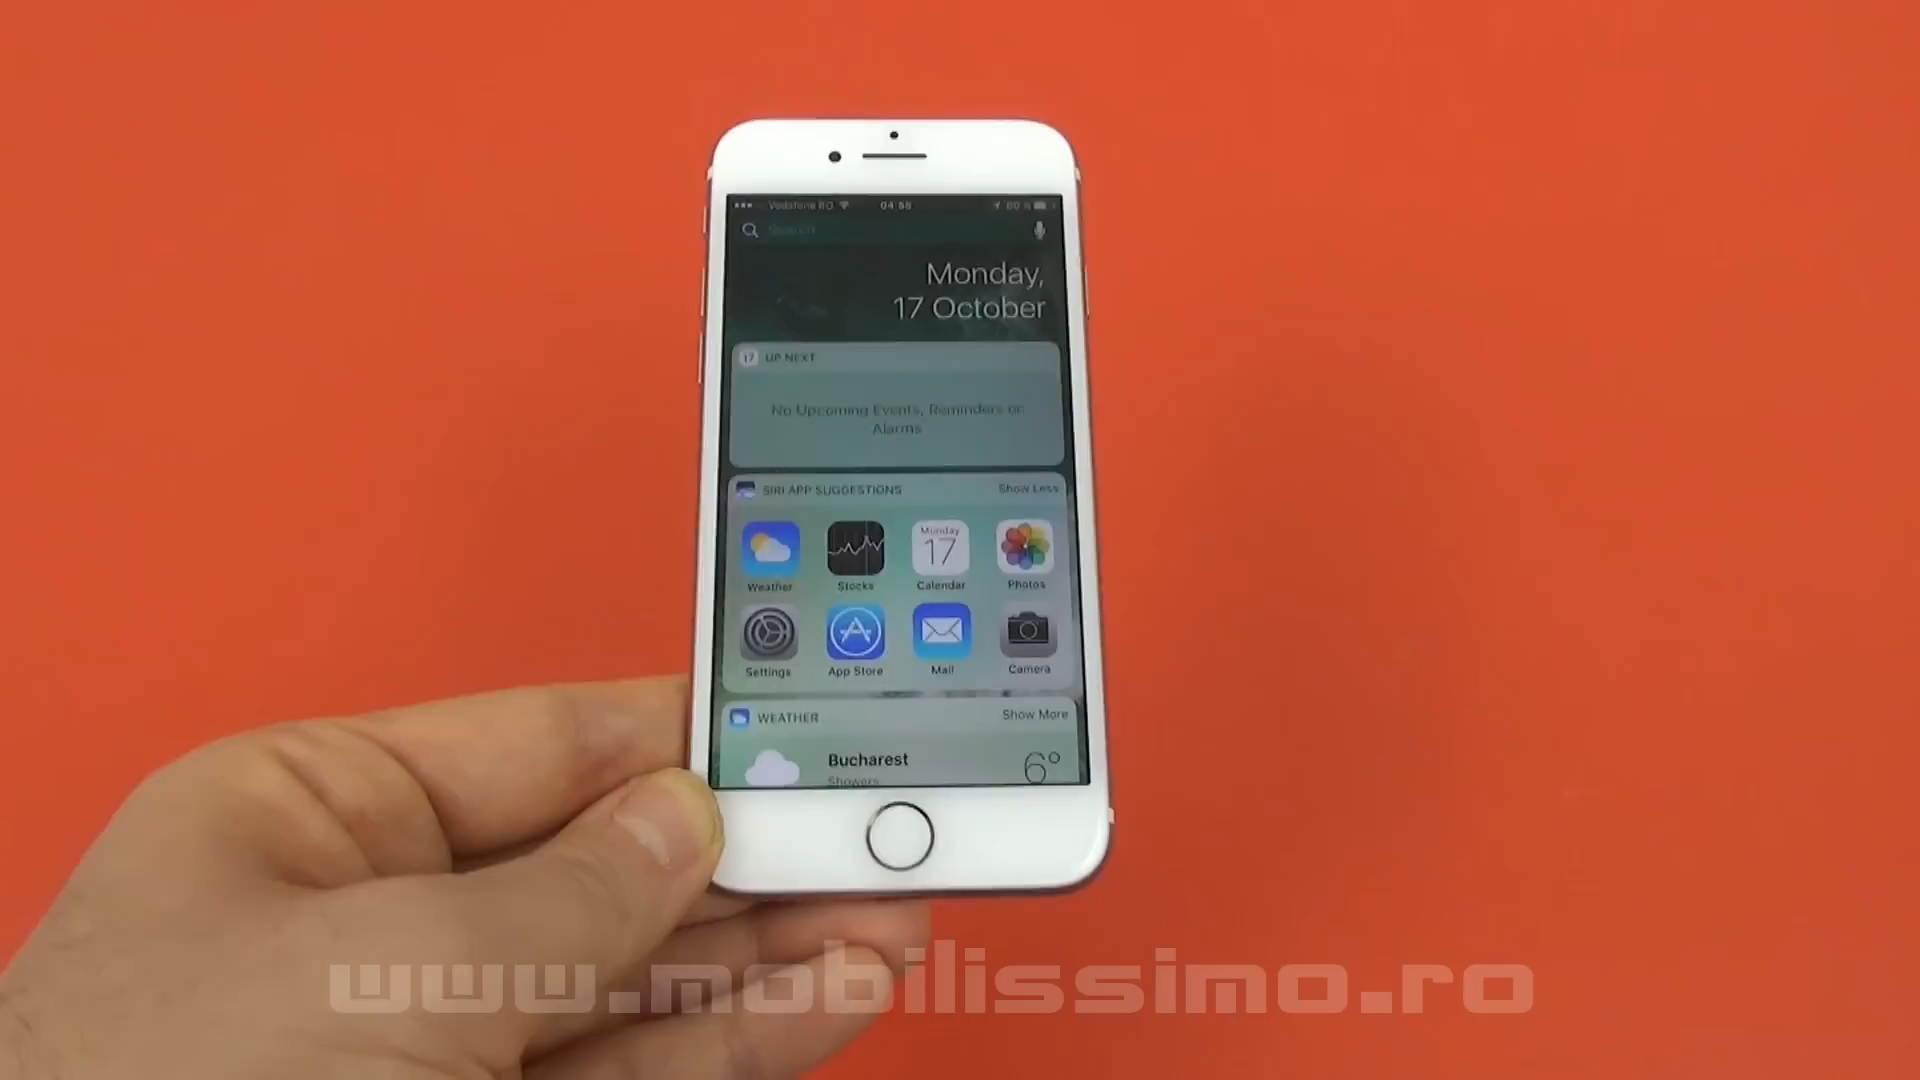 Vodafone RO 04:58 80 %
Search
Monday,
17 October
17 UP NEXT
No Upcoming Events, Reminders or
Alarms
SIRI APP SUGGESTIONS Show Less
Monday
17
Weather Stocks Calendar Photos
Settings App Store Mail Camera
WEATHER Show More
Bucharest 6°
Showers
www.mobilissimo.ro